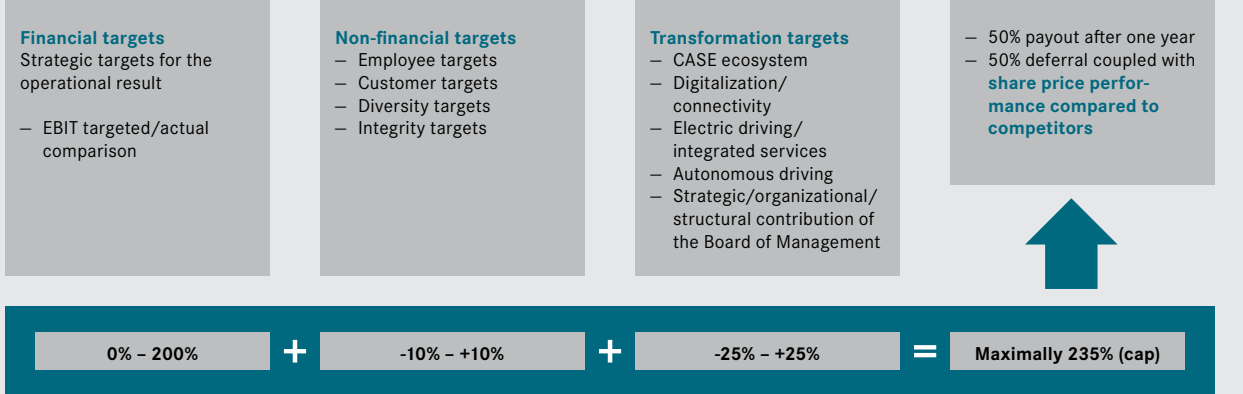 Financial targets
Strategic targets for the
operational result
– EBIT targeted/actual
comparison
Non-financial targets
– Employee targets
– Customer targets
– Diversity targets
– Integrity targets
Transformation targets
– CASE ecosystem
– Digitalization/
connectivity
– Electric driving/
integrated services
– Autonomous driving
– Strategic/organizational/
structural contribution of
the Board of Management
– 50% payout after one year
– 50% deferral coupled with
share price perfor-
mance compared to
competitors
0% – 200%
+
-10% – +10%
+
-25% – +25%
=
Maximally 235% (cap)